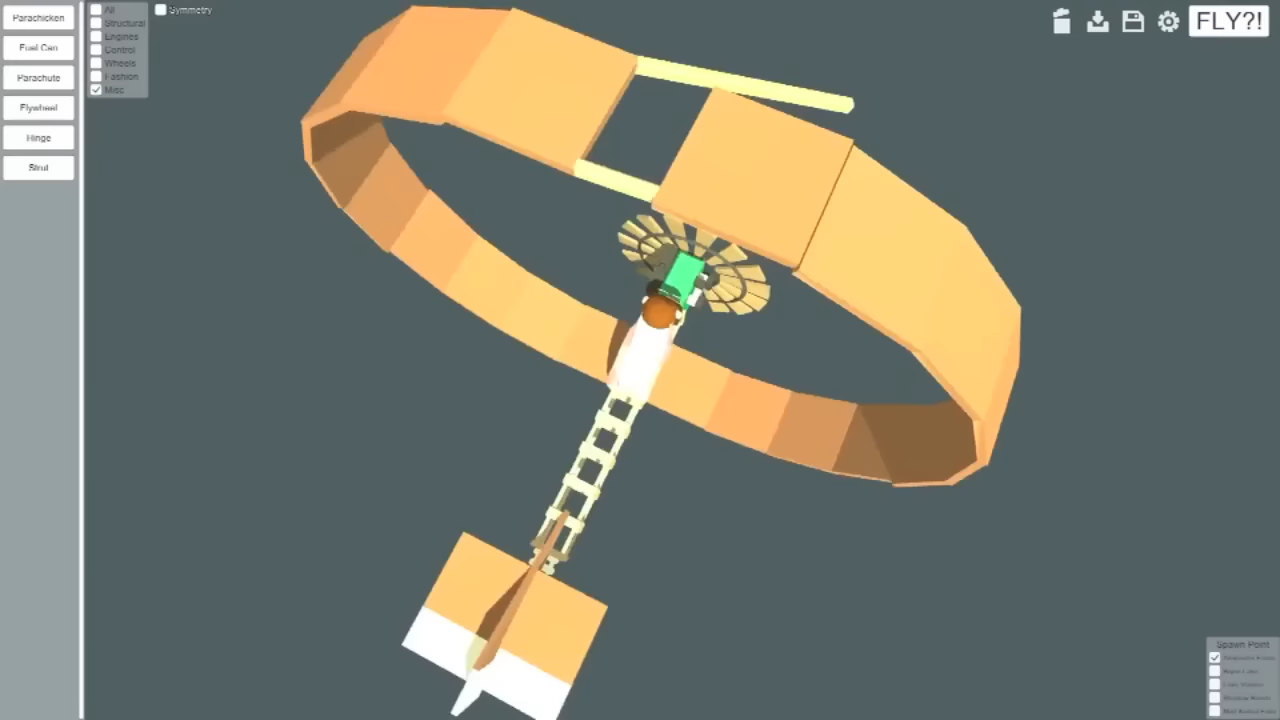 Parachicken
Fuel Can
Parachute
Flywheel
Hinge
Strut
All
Structural
Engines
Control
Wheels
Fashion
Misc
Symmetry
FLY?!
Spawn Point